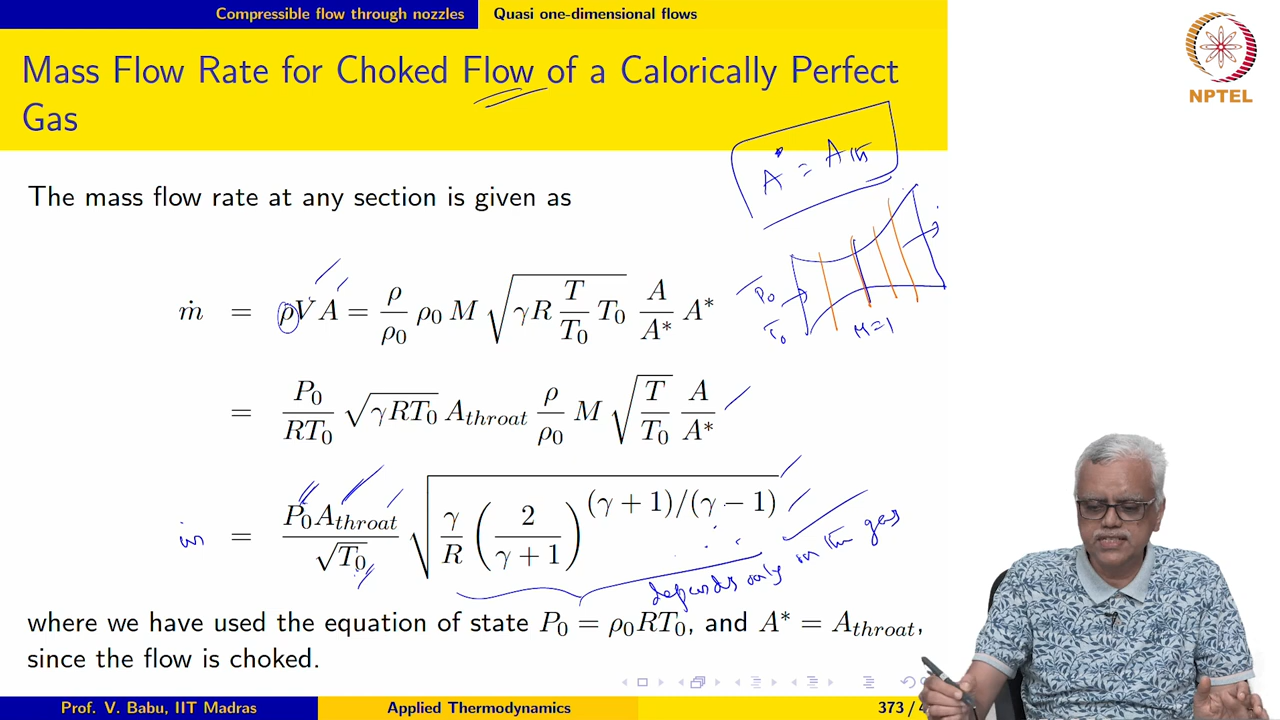 Compressible flow through nozzles Quasi one-dimensional flows
Mass Flow Rate for Choked Flow of a Calorically Perfect
Gas
NPTEL
A* = Ath
The mass flow rate at any section is given as
ṁ = ρVA = ρ/ρ0 ρ0 M √(γR T/T0 T0) A/A* A*
P0
T0
M=1
= P0/RT0 √(γRT0) Athroat ρ/ρ0 M √(T/T0) A/A*
ṁ = P0Athroat/√T0 √(γ/R (2/(γ+1))^((γ+1)/(γ−1)))
depends only on the gas
where we have used the equation of state P0 = ρ0RT0, and A* = Athroat,
since the flow is choked.
Prof. V. Babu, IIT Madras Applied Thermodynamics 373 / 4